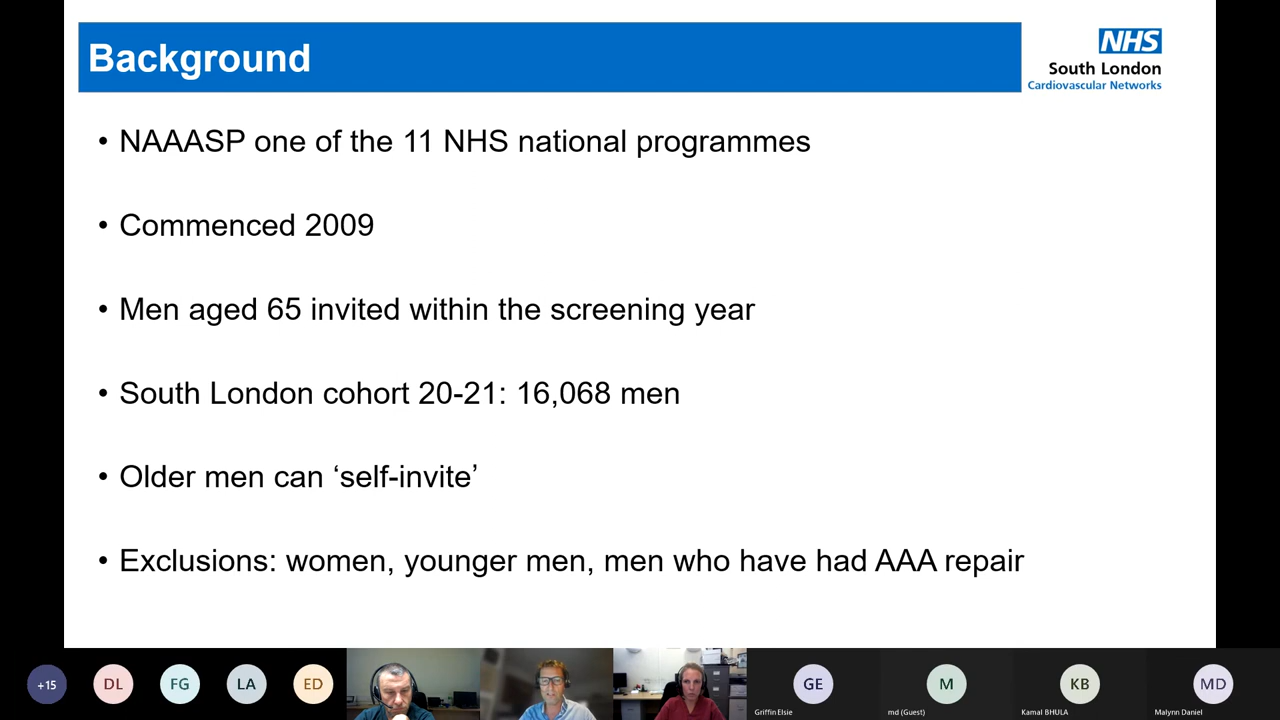 Background
NHS
South London
Cardiovascular Networks
• NAAASP one of the 11 NHS national programmes
• Commenced 2009
• Men aged 65 invited within the screening year
• South London cohort 20-21: 16,068 men
• Older men can ‘self-invite’
• Exclusions: women, younger men, men who have had AAA repair
+15
DL
FG
LA
ED
GE
M
KB
MD
Griffin Elsie
md (Guest)
Kamal BHULA
Malynn Daniel